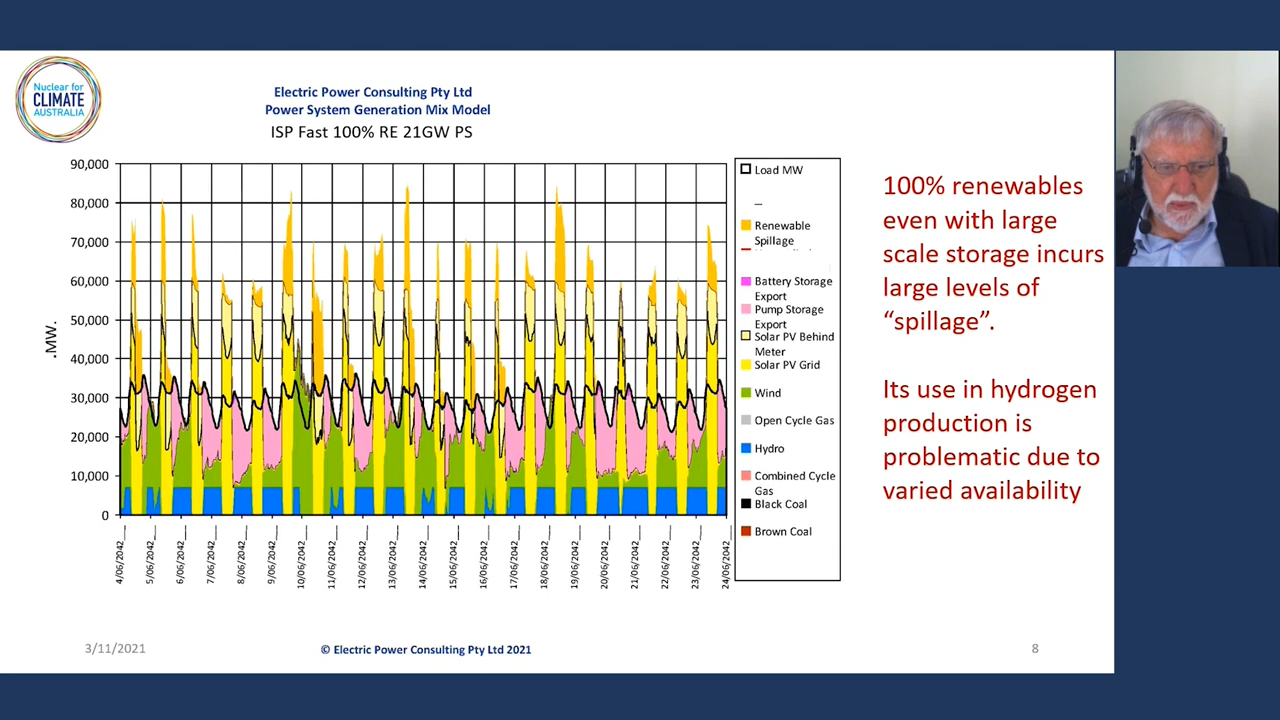 Nuclear for
CLIMATE
AUSTRALIA
Electric Power Consulting Pty Ltd
Power System Generation Mix Model
ISP Fast 100% RE 21GW PS
90,000
80,000
70,000
60,000
50,000
40,000
30,000
20,000
10,000
0
.MW.
4/06/2042
5/06/2042
6/06/2042
7/06/2042
8/06/2042
9/06/2042
10/06/2042
11/06/2042
12/06/2042
13/06/2042
14/06/2042
15/06/2042
16/06/2042
17/06/2042
18/06/2042
19/06/2042
20/06/2042
21/06/2042
22/06/2042
23/06/2042
24/06/2042
Load MW
Renewable
Spillage
Battery Storage
Export
Pump Storage
Export
Solar PV Behind
Meter
Solar PV Grid
Wind
Open Cycle Gas
Hydro
Combined Cycle
Gas
Black Coal
Brown Coal
100% renewables
even with large
scale storage incurs
large levels of
“spillage”.
Its use in hydrogen
production is
problematic due to
varied availability
3/11/2021
© Electric Power Consulting Pty Ltd 2021
8